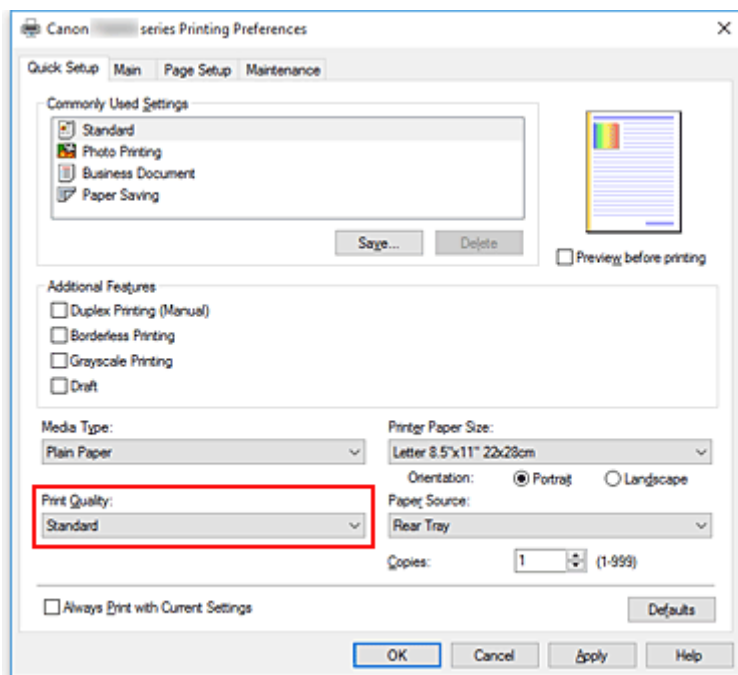 Canon series Printing Preferences
Quick Setup Main Page Setup Maintenance
Commonly Used Settings
Standard
Photo Printing
Business Document
Paper Saving
Save... Delete
Preview before printing
Additional Features
Duplex Printing (Manual)
Borderless Printing
Grayscale Printing
Draft
Media Type: Printer Paper Size:
Plain Paper Letter 8.5"x11" 22x28cm
Orientation: Portrait Landscape
Print Quality: Paper Source:
Standard Rear Tray
Copies: 1 (1-999)
Always Print with Current Settings Defaults
OK Cancel Apply Help